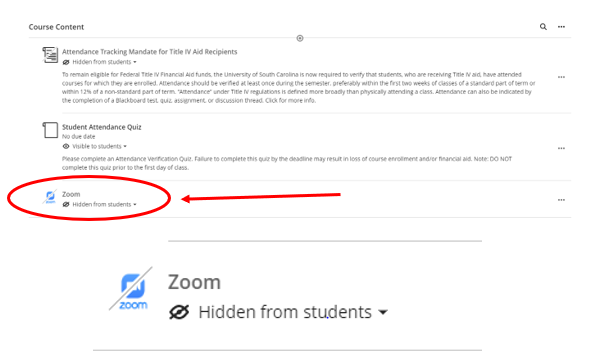 Course Content
Attendance Tracking Mandate for Title IV Aid Recipients
Hidden from students
To remain eligible for Federal Title IV Financial Aid funds, the University of South Carolina is now required to verify that students, who are receiving Title IV aid, have attended
courses for which they are enrolled. Attendance should be verified at least once during the semester, preferably within the first two weeks of classes of a standard part of term or
within 12% of a non-standard part of term. "Attendance" under Title IV regulations is defined more broadly than physically attending a class. Attendance can also be indicated by
the completion of a Blackboard test, quiz, assignment, or discussion thread. Click for more info.
Student Attendance Quiz
No due date
Visible to students
Please complete an Attendance Verification Quiz. Failure to complete this quiz by the deadline may result in loss of course enrollment and/or financial aid. Note: DO NOT
complete this quiz prior to the first day of class.
Zoom
Hidden from students
Zoom
zoom
Hidden from students